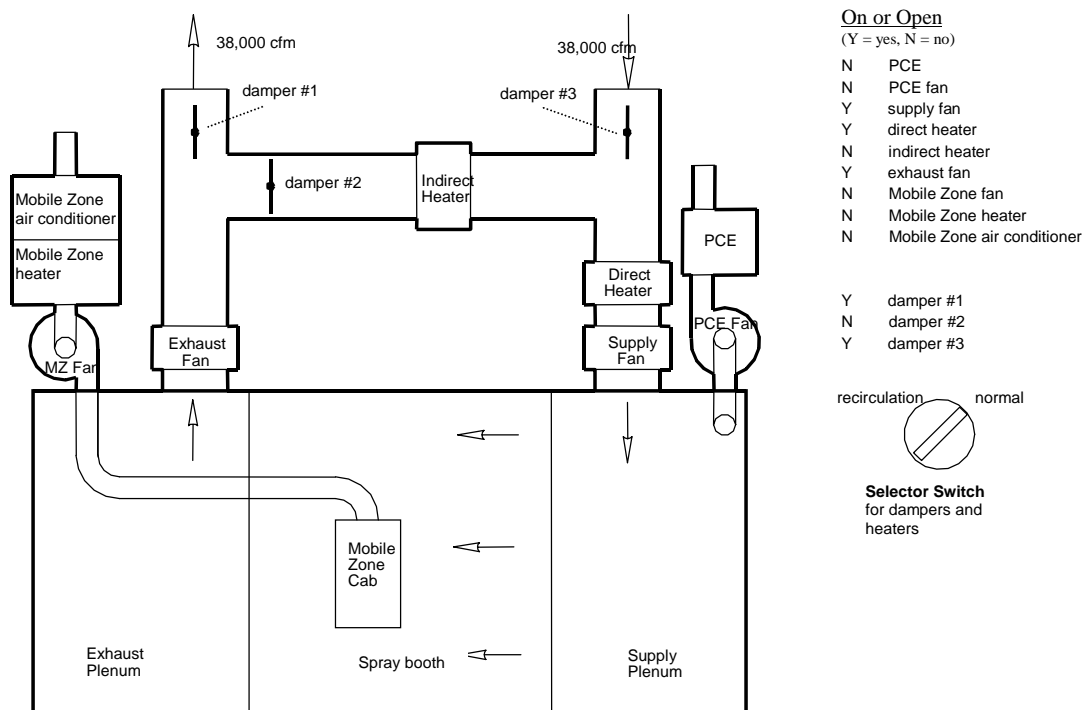 38,000 cfm
38,000 cfm
damper #1
damper #3
damper #2
Indirect
Heater
Mobile Zone
air conditioner
Mobile Zone
heater
PCE
Direct
Heater
Exhaust
Fan
Supply
Fan
PCE Fan
MZ Fan
Mobile
Zone
Cab
Exhaust
Plenum
Spray booth
Supply
Plenum
On or Open
(Y = yes, N = no)
N PCE
N PCE fan
Y supply fan
Y direct heater
N indirect heater
Y exhaust fan
N Mobile Zone fan
N Mobile Zone heater
N Mobile Zone air conditioner
Y damper #1
N damper #2
Y damper #3
recirculation normal
Selector Switch
for dampers and
heaters